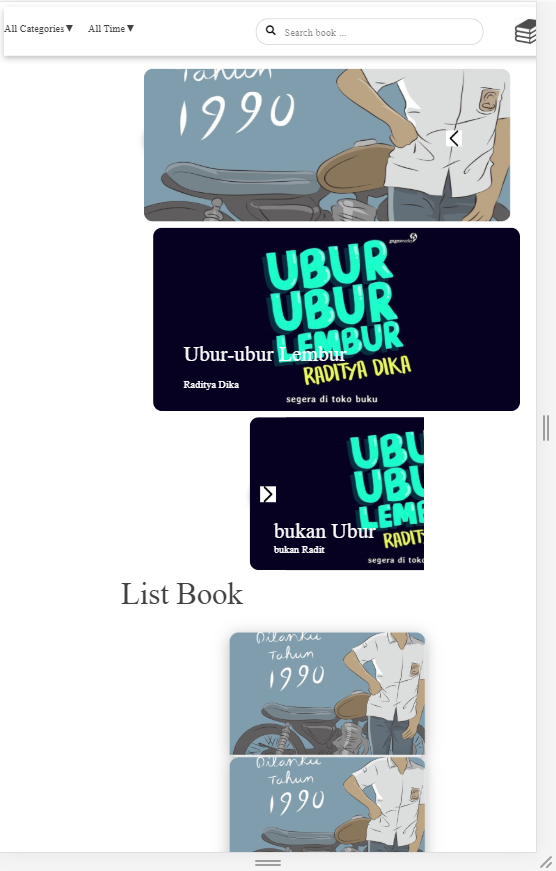 All Categories▼ All Time▼ Search book ...
Tahun
1990
gagasmedia
UBUR
UBUR
LEMBUR
Ubur-ubur Lembur
RADITYA DIKA
Raditya Dika
segera di toko buku
UBU
UBU
LEMB
bukan Ubur
RADIT
bukan Radit
segera di tok
List Book
Dilanku
Tahun
1990
Dilanku
Tahun
1990